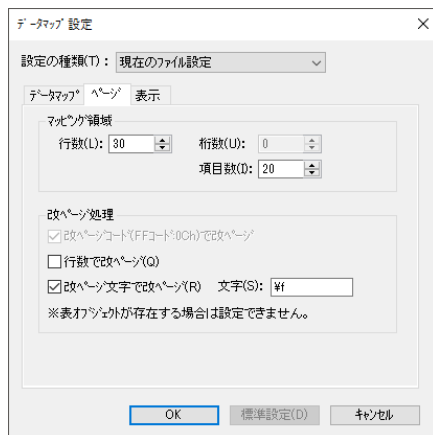 ﾃﾞｰﾀﾏｯﾌﾟ 設定
設定の種類(T)： 現在のファイル設定
ﾃﾞｰﾀﾏｯﾌﾟ ﾍﾟｰｼﾞ 表示
ﾏｯﾋﾟﾝｸﾞ領域
行数(L): 30 桁数(U): 0
項目数(I): 20
改ﾍﾟｰｼﾞ処理
改ﾍﾟｰｼﾞｺｰﾄﾞ(FFｺｰﾄﾞ:0Ch)で改ﾍﾟｰｼﾞ
行数で改ﾍﾟｰｼﾞ(Q)
改ﾍﾟｰｼﾞ文字で改ﾍﾟｰｼﾞ(R) 文字(S): ¥f
※表ｵﾌﾞｼﾞｪｸﾄが存在する場合は設定できません。
OK 標準設定(D) ｷｬﾝｾﾙ